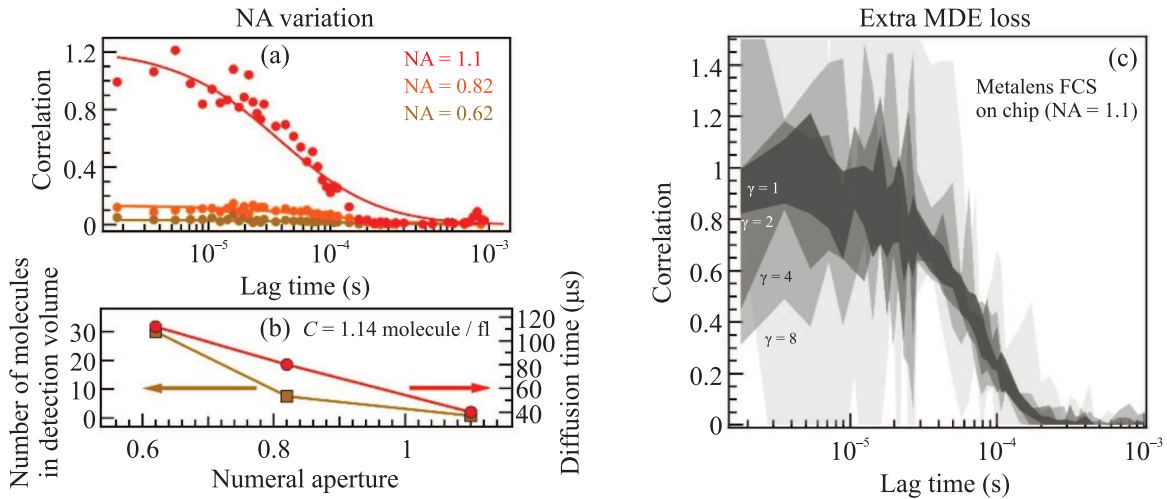 NA variation
(a)
NA = 1.1
NA = 0.82
NA = 0.62
1.2
0.8
0.4
0
Correlation
10⁻⁵
10⁻⁴
10⁻³
Lag time (s)
(b)
C = 1.14 molecule / fl
Number of molecules
in detection volume
30
20
10
0
120
100
80
60
40
Diffusion time (μs)
0.6
0.8
1
Numeral aperture
Extra MDE loss
(c)
Metalens FCS
on chip (NA = 1.1)
1.4
1.2
1
0.8
0.6
0.4
0.2
0
Correlation
γ = 1
γ = 2
γ = 4
γ = 8
10⁻⁵
10⁻⁴
10⁻³
Lag time (s)